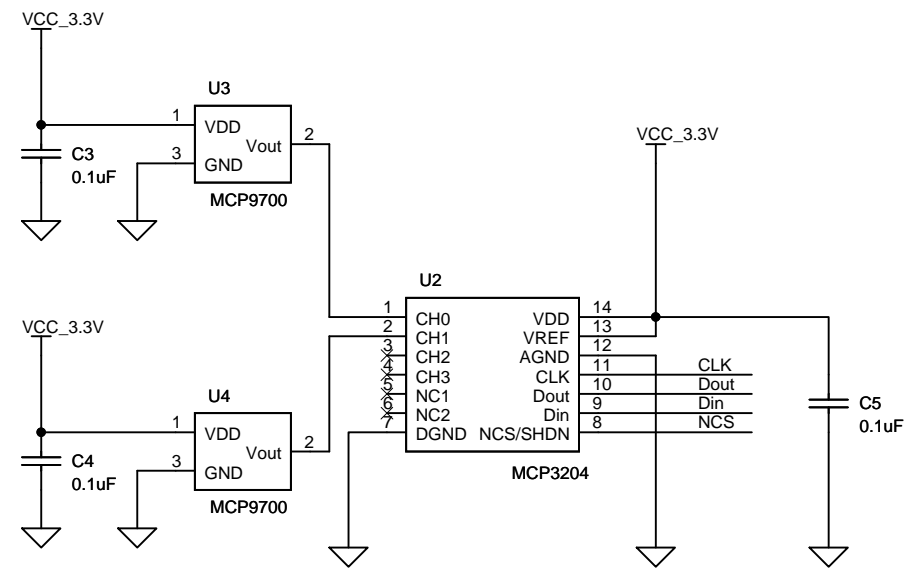 VCC_3.3V
U3
1 VDD
Vout 2
3 GND
C3
0.1uF
MCP9700
VCC_3.3V
U2
1 CH0 VDD 14
2 CH1 VREF 13
3 CH2 AGND 12
4 CH3 CLK 11 CLK
5 NC1 Dout 10 Dout
6 NC2 Din 9 Din
7 DGND NCS/SHDN 8 NCS
MCP3204
C5
0.1uF
VCC_3.3V
U4
1 VDD
Vout 2
3 GND
C4
0.1uF
MCP9700